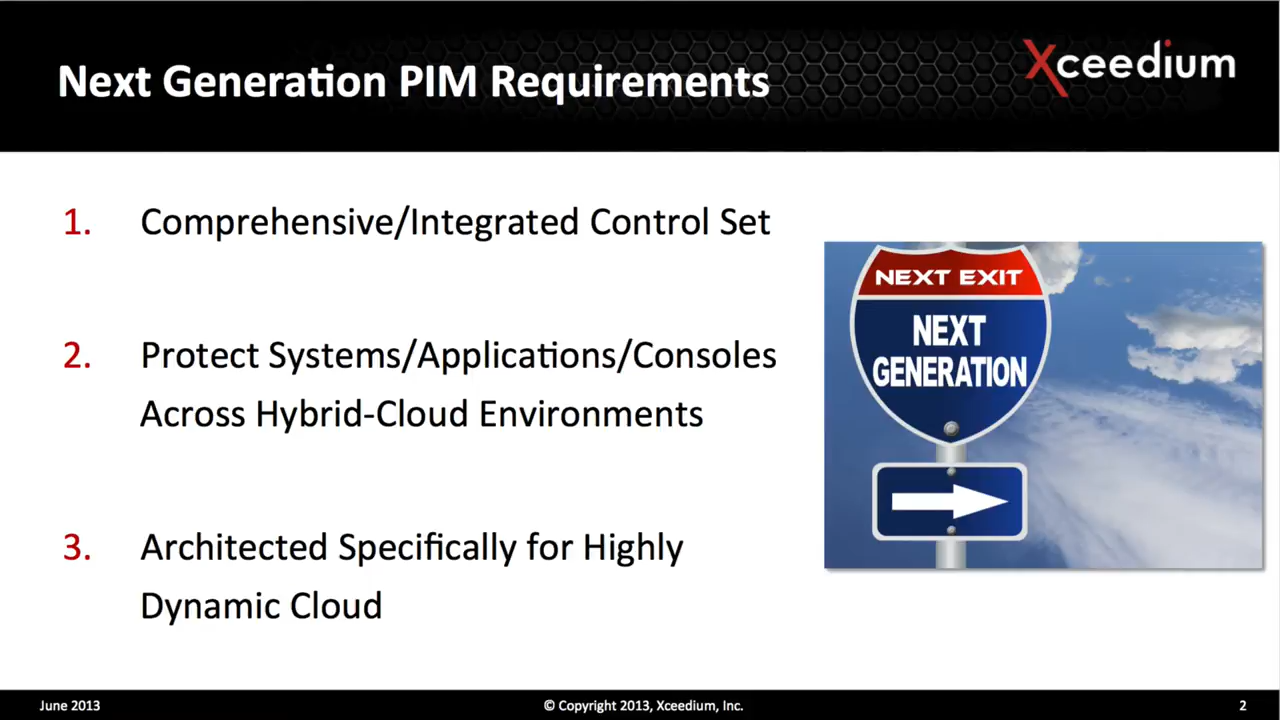 Next Generation PIM Requirements
Xceedium
1. Comprehensive/Integrated Control Set
2. Protect Systems/Applications/Consoles
Across Hybrid-Cloud Environments
3. Architected Specifically for Highly
Dynamic Cloud
NEXT EXIT
NEXT
GENERATION
June 2013
© Copyright 2013, Xceedium, Inc.
2